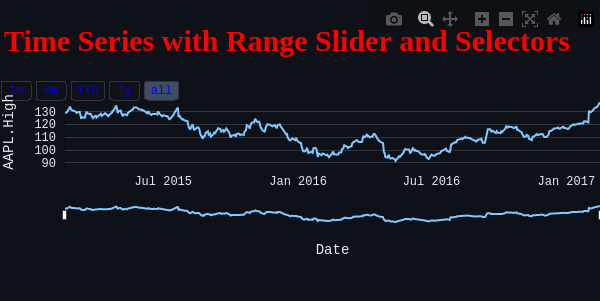 Time Series with Range Slider and Selectors
1m 6m YTD 1y all
AAPL.High
130
120
110
100
90
Jul 2015 Jan 2016 Jul 2016 Jan 2017
Date